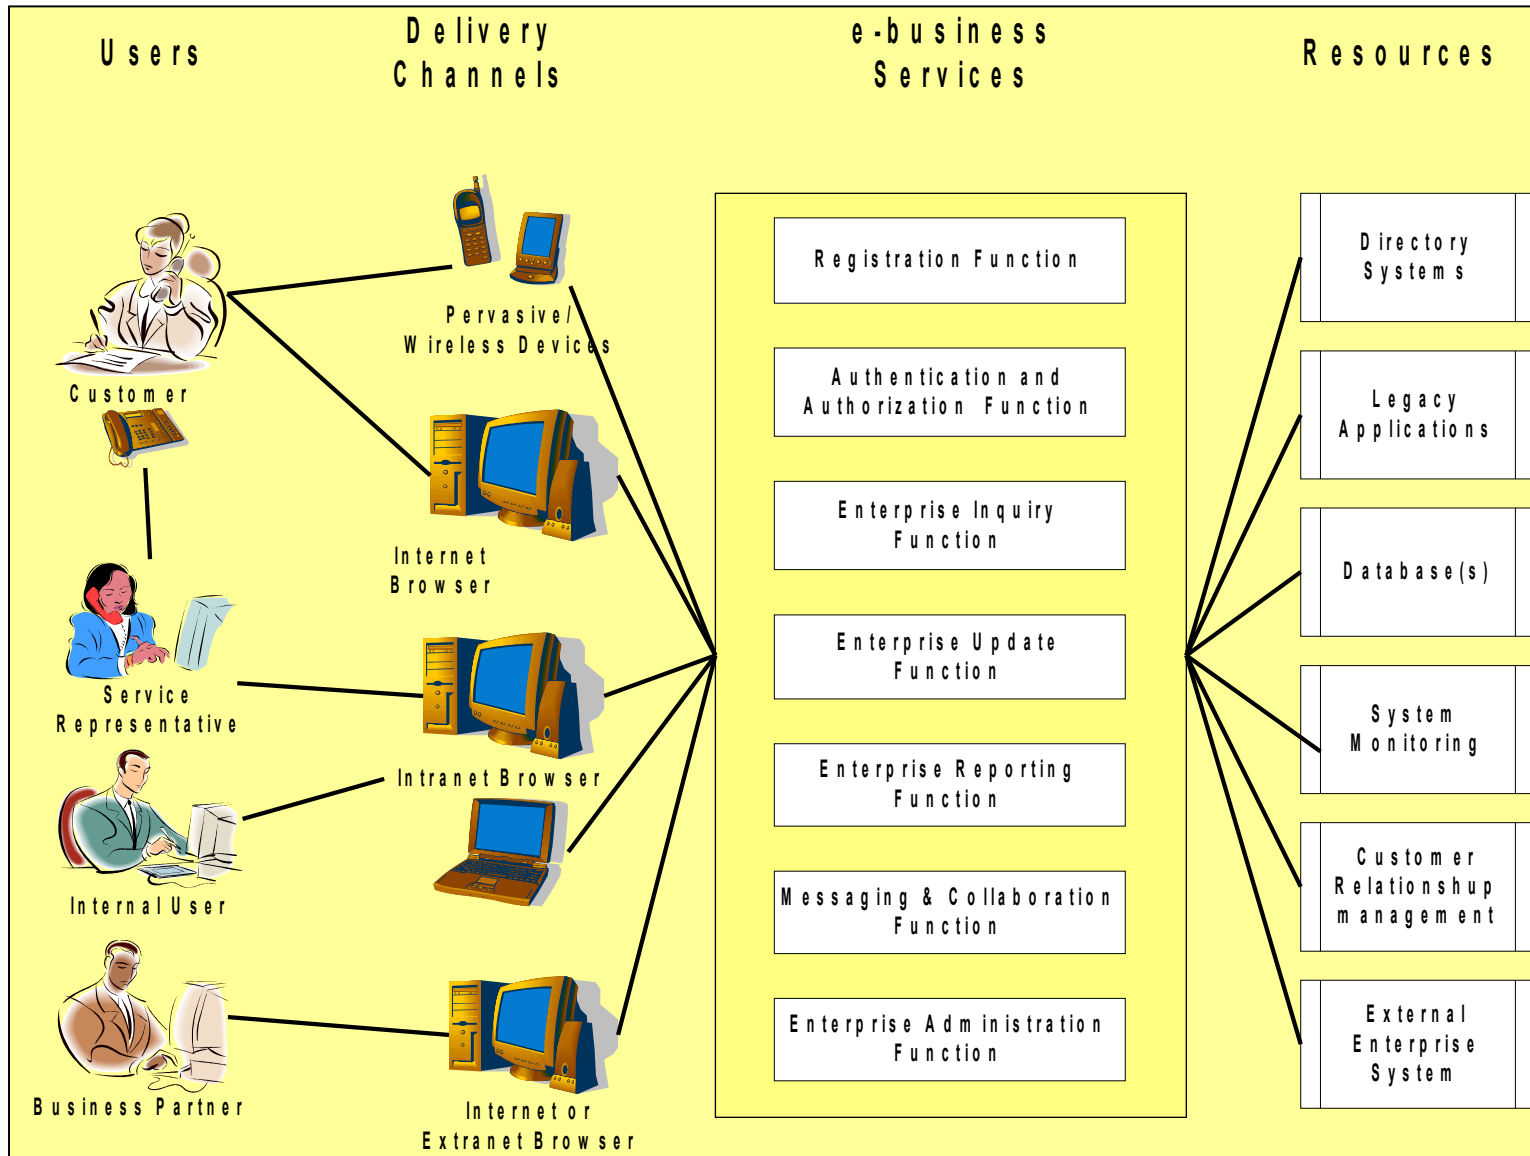 Users
Delivery
Channels
e-business
Services
Resources
Customer
Service
Representative
Internal User
Business Partner
Pervasive/
Wireless Devices
Internet
Browser
Intranet Browser
Internet or
Extranet Browser
Registration Function
Authentication and
Authorization Function
Enterprise Inquiry
Function
Enterprise Update
Function
Enterprise Reporting
Function
Messaging & Collaboration
Function
Enterprise Administration
Function
Directory
Systems
Legacy
Applications
Database(s)
System
Monitoring
Customer
Relationshup
management
External
Enterprise
System